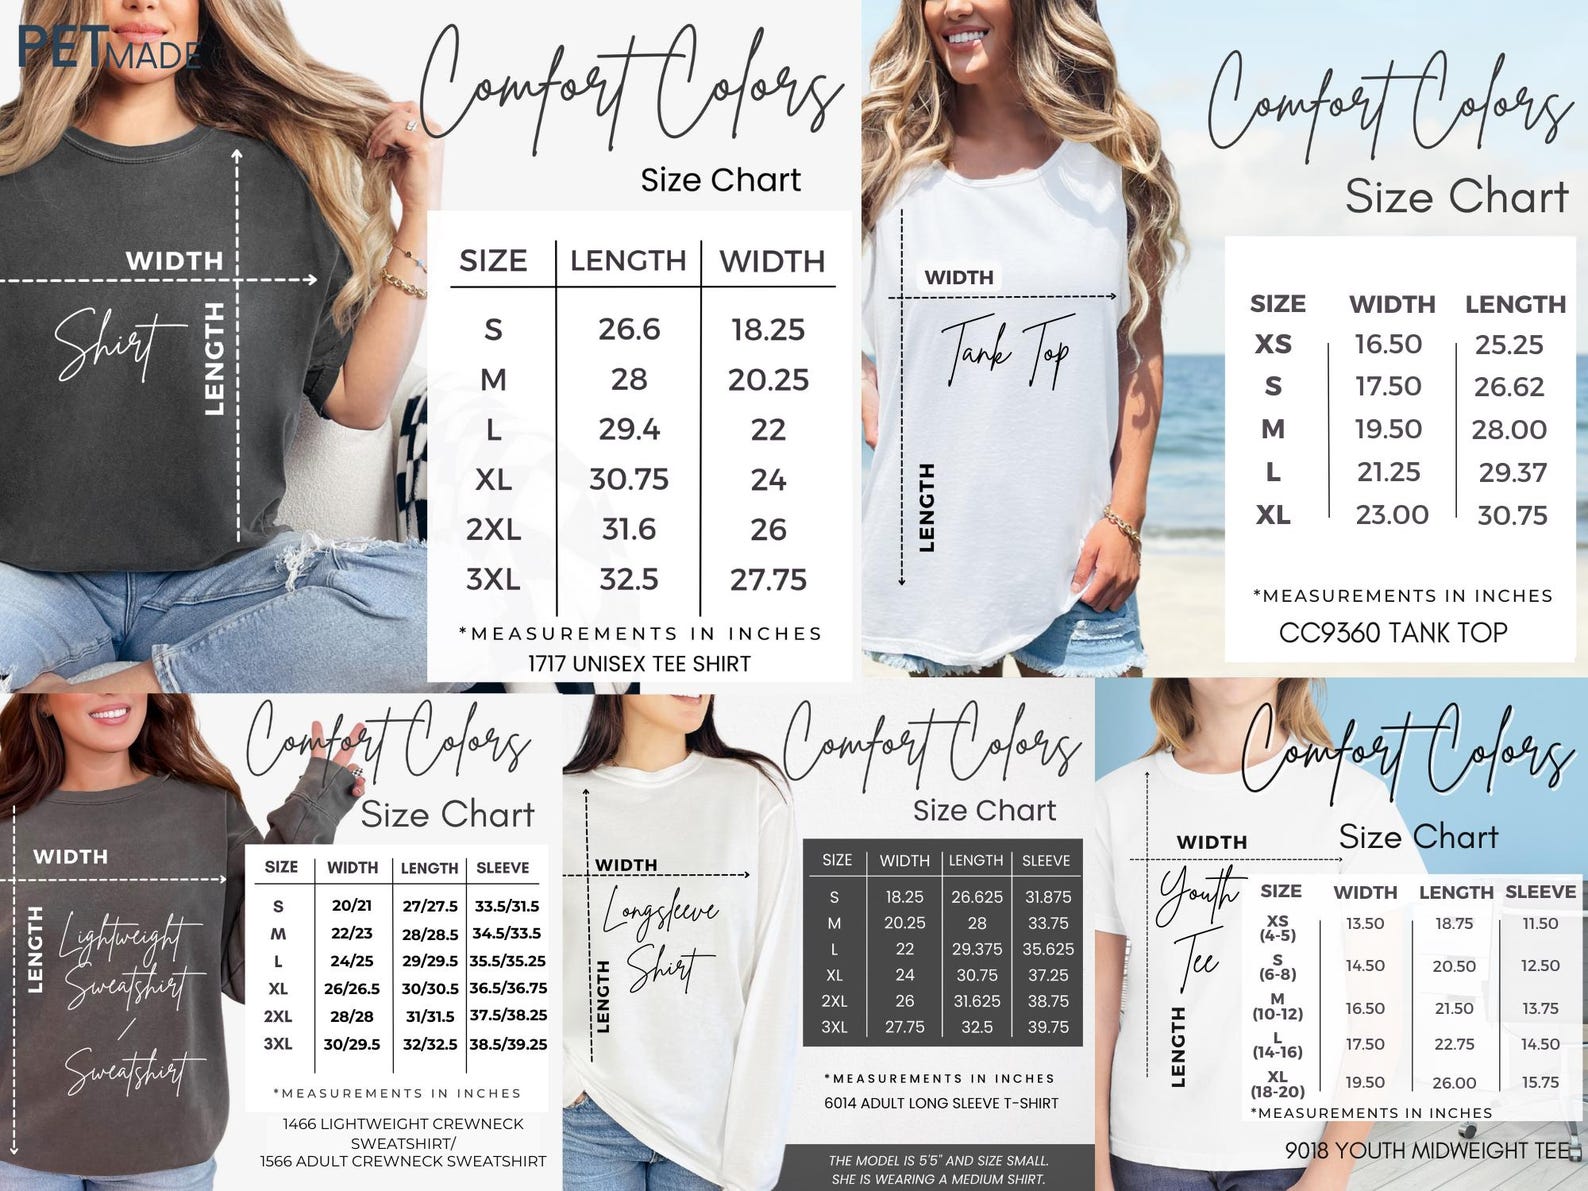 PETMADE
Comfort Colors
Size Chart
WIDTH
LENGTH
Shirt
SIZE LENGTH WIDTH
S 26.6 18.25
M 28 20.25
L 29.4 22
XL 30.75 24
2XL 31.6 26
3XL 32.5 27.75
*MEASUREMENTS IN INCHES
1717 UNISEX TEE SHIRT
Comfort Colors
Size Chart
WIDTH
Tank Top
LENGTH
SIZE WIDTH LENGTH
XS 16.50 25.25
S 17.50 26.62
M 19.50 28.00
L 21.25 29.37
XL 23.00 30.75
*MEASUREMENTS IN INCHES
CC9360 TANK TOP
Comfort Colors
Size Chart
WIDTH
LENGTH
Lightweight
Sweatshirt
/
Sweatshirt
SIZE WIDTH LENGTH SLEEVE
S 20/21 27/27.5 33.5/31.5
M 22/23 28/28.5 34.5/33.5
L 24/25 29/29.5 35.5/35.25
XL 26/26.5 30/30.5 36.5/36.75
2XL 28/28 31/31.5 37.5/38.25
3XL 30/29.5 32/32.5 38.5/39.25
*MEASUREMENTS IN INCHES
1466 LIGHTWEIGHT CREWNECK
SWEATSHIRT/
1566 ADULT CREWNECK SWEATSHIRT
Comfort Colors
Size Chart
WIDTH
Longsleeve
Shirt
LENGTH
SIZE WIDTH LENGTH SLEEVE
S 18.25 26.625 31.875
M 20.25 28 33.75
L 22 29.375 35.625
XL 24 30.75 37.25
2XL 26 31.625 38.75
3XL 27.75 32.5 39.75
*MEASUREMENTS IN INCHES
6014 ADULT LONG SLEEVE T-SHIRT
THE MODEL IS 5'5" AND SIZE SMALL.
SHE IS WEARING A MEDIUM SHIRT.
Comfort Colors
Size Chart
WIDTH
Youth
Tee
LENGTH
SIZE WIDTH LENGTH SLEEVE
XS (4-5) 13.50 18.75 11.50
S (6-8) 14.50 20.50 12.50
M (10-12) 16.50 21.50 13.75
L (14-16) 17.50 22.75 14.50
XL (18-20) 19.50 26.00 15.75
*MEASUREMENTS IN INCHES
9018 YOUTH MIDWEIGHT TEE